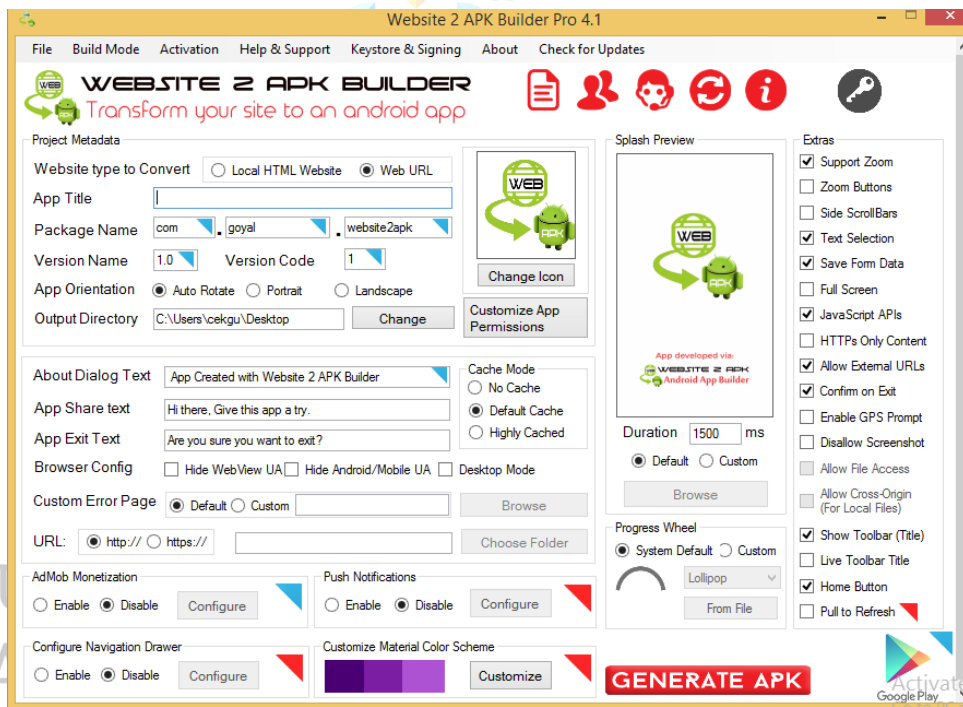 Website 2 APK Builder Pro 4.1
File Build Mode Activation Help & Support Keystore & Signing About Check for Updates
WEB
APK
WEBSITE 2 APK BUILDER
Transform your site to an android app
Project Metadata
Website type to Convert Local HTML Website Web URL
App Title
Package Name com . goyal . website2apk
Version Name 1.0 Version Code 1
App Orientation Auto Rotate Portrait Landscape
Output Directory C:\Users\cekgu\Desktop Change
WEB
APK
Change Icon
Customize App
Permissions
About Dialog Text App Created with Website 2 APK Builder
App Share text Hi there, Give this app a try.
App Exit Text Are you sure you want to exit?
Browser Config Hide WebView UA Hide Android/Mobile UA Desktop Mode
Custom Error Page Default Custom Browse
URL: http:// https:// Choose Folder
Cache Mode
No Cache
Default Cache
Highly Cached
AdMob Monetization
Enable Disable Configure
Push Notifications
Enable Disable Configure
Configure Navigation Drawer
Enable Disable Configure
Customize Material Color Scheme
Customize
Splash Preview
WEB
APK
App developed via:
WEBSITE 2 APK
Android App Builder
Duration 1500 ms
Default Custom
Browse
Progress Wheel
System Default Custom
Lollipop
From File
Extras
Support Zoom
Zoom Buttons
Side ScrollBars
Text Selection
Save Form Data
Full Screen
JavaScript APIs
HTTPs Only Content
Allow External URLs
Confirm on Exit
Enable GPS Prompt
Disallow Screenshot
Allow File Access
Allow Cross-Origin
(For Local Files)
Show Toolbar (Title)
Live Toolbar Title
Home Button
Pull to Refresh
GENERATE APK
Google Play
Activate